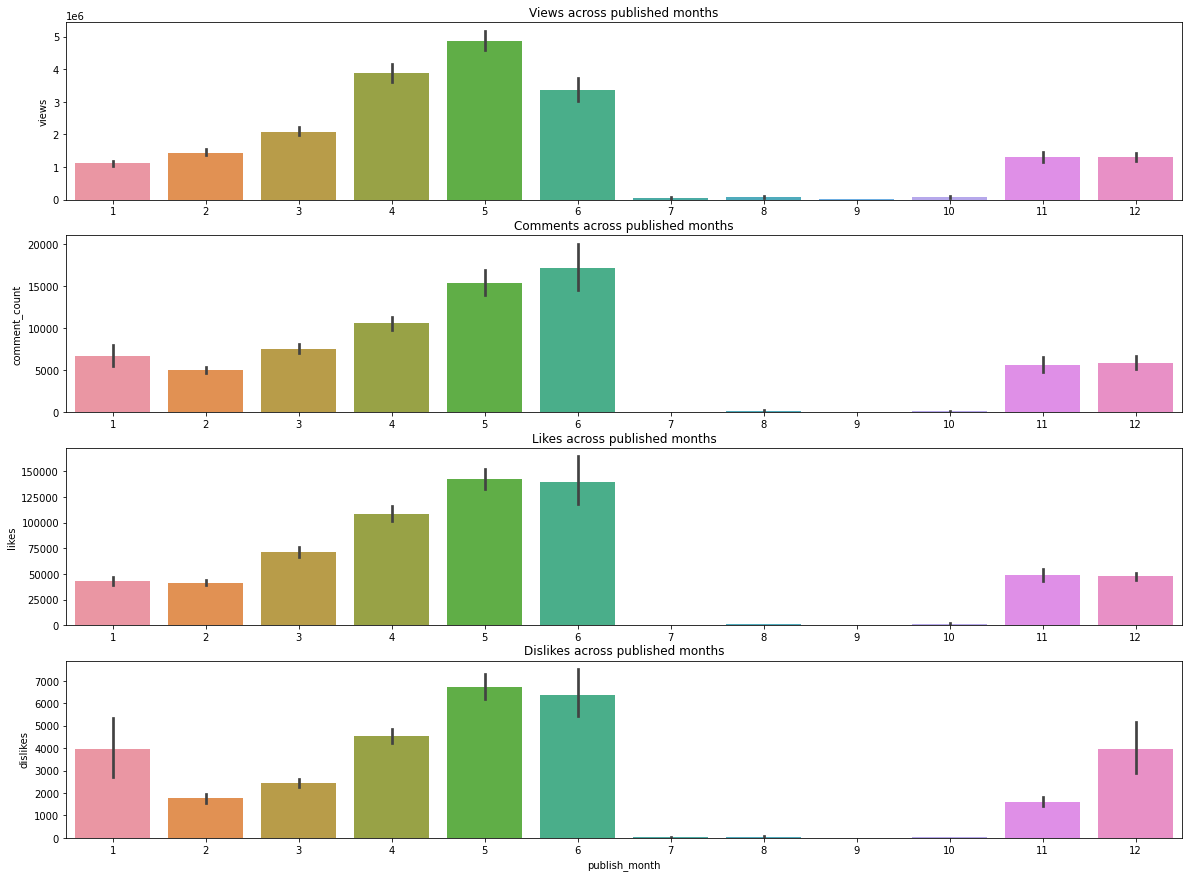 Views across published months
1e6
5
4
3
2
1
0
views
1 2 3 4 5 6 7 8 9 10 11 12
Comments across published months
20000
15000
10000
5000
0
comment_count
1 2 3 4 5 6 7 8 9 10 11 12
Likes across published months
150000
125000
100000
75000
50000
25000
0
likes
1 2 3 4 5 6 7 8 9 10 11 12
Dislikes across published months
7000
6000
5000
4000
3000
2000
1000
0
dislikes
1 2 3 4 5 6 7 8 9 10 11 12
publish_month